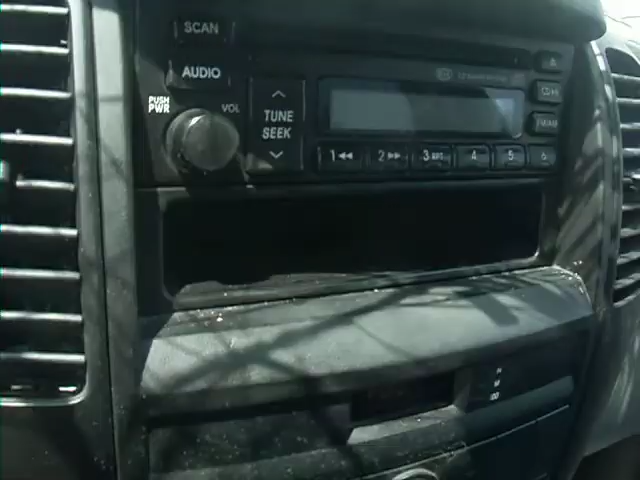 SCAN
AUDIO
PUSH
PWR
VOL
TUNE
SEEK
1 ◀◀
2 ▶▶
3 RPT
4
5
6
H
M